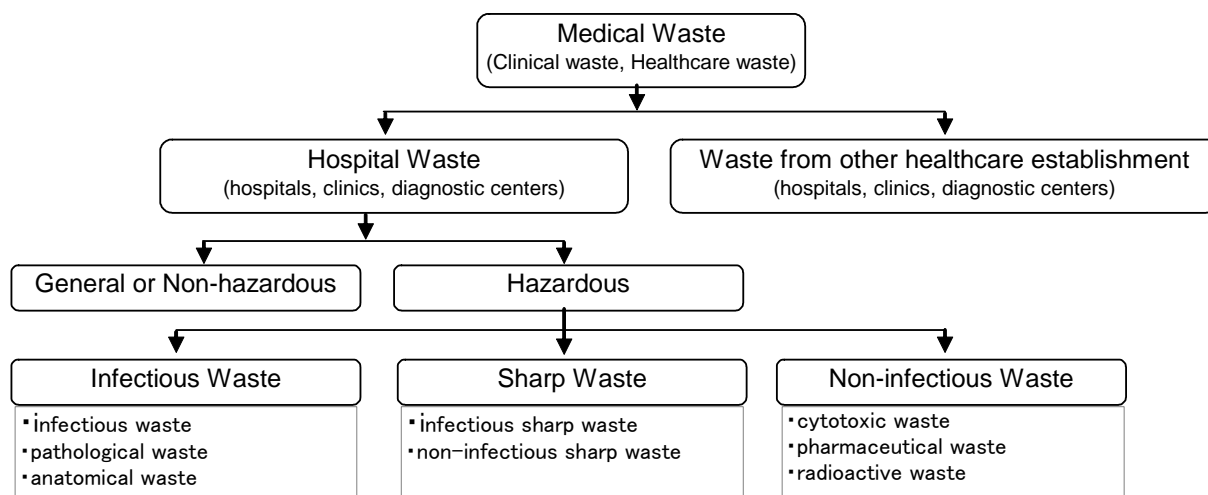 Medical Waste
(Clinical waste, Healthcare waste)
Hospital Waste
(hospitals, clinics, diagnostic centers)
Waste from other healthcare establishment
(hospitals, clinics, diagnostic centers)
General or Non-hazardous
Hazardous
Infectious Waste
・infectious waste
・pathological waste
・anatomical waste
Sharp Waste
・infectious sharp waste
・non-infectious sharp waste
Non-infectious Waste
・cytotoxic waste
・pharmaceutical waste
・radioactive waste